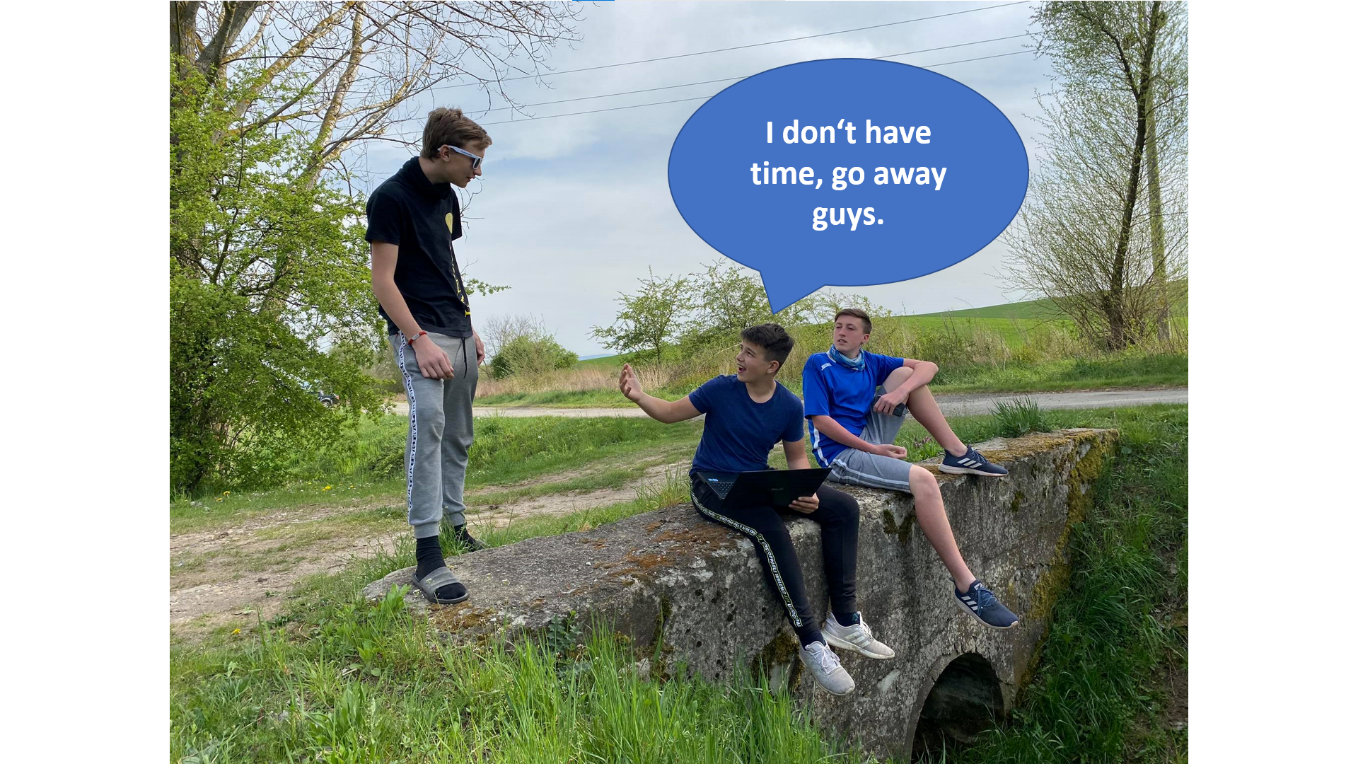 I don‘t have
time, go away
guys.